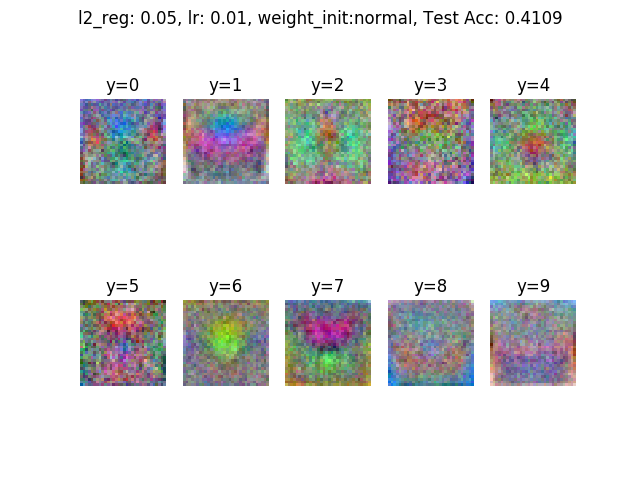 l2_reg: 0.05, lr: 0.01, weight_init:normal, Test Acc: 0.4109
y=0 y=1 y=2 y=3 y=4
y=5 y=6 y=7 y=8 y=9